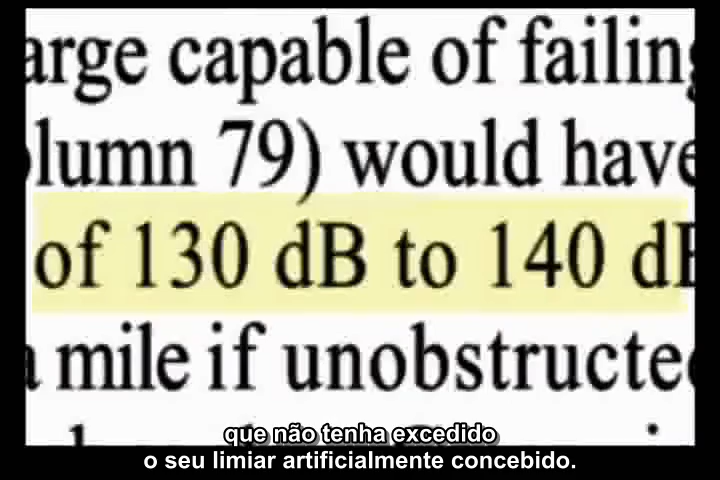 arge capable of failing
olumn 79) would have
of 130 dB to 140 dB
a mile if unobstructed
que não tenha excedido
o seu limiar artificialmente concebido.